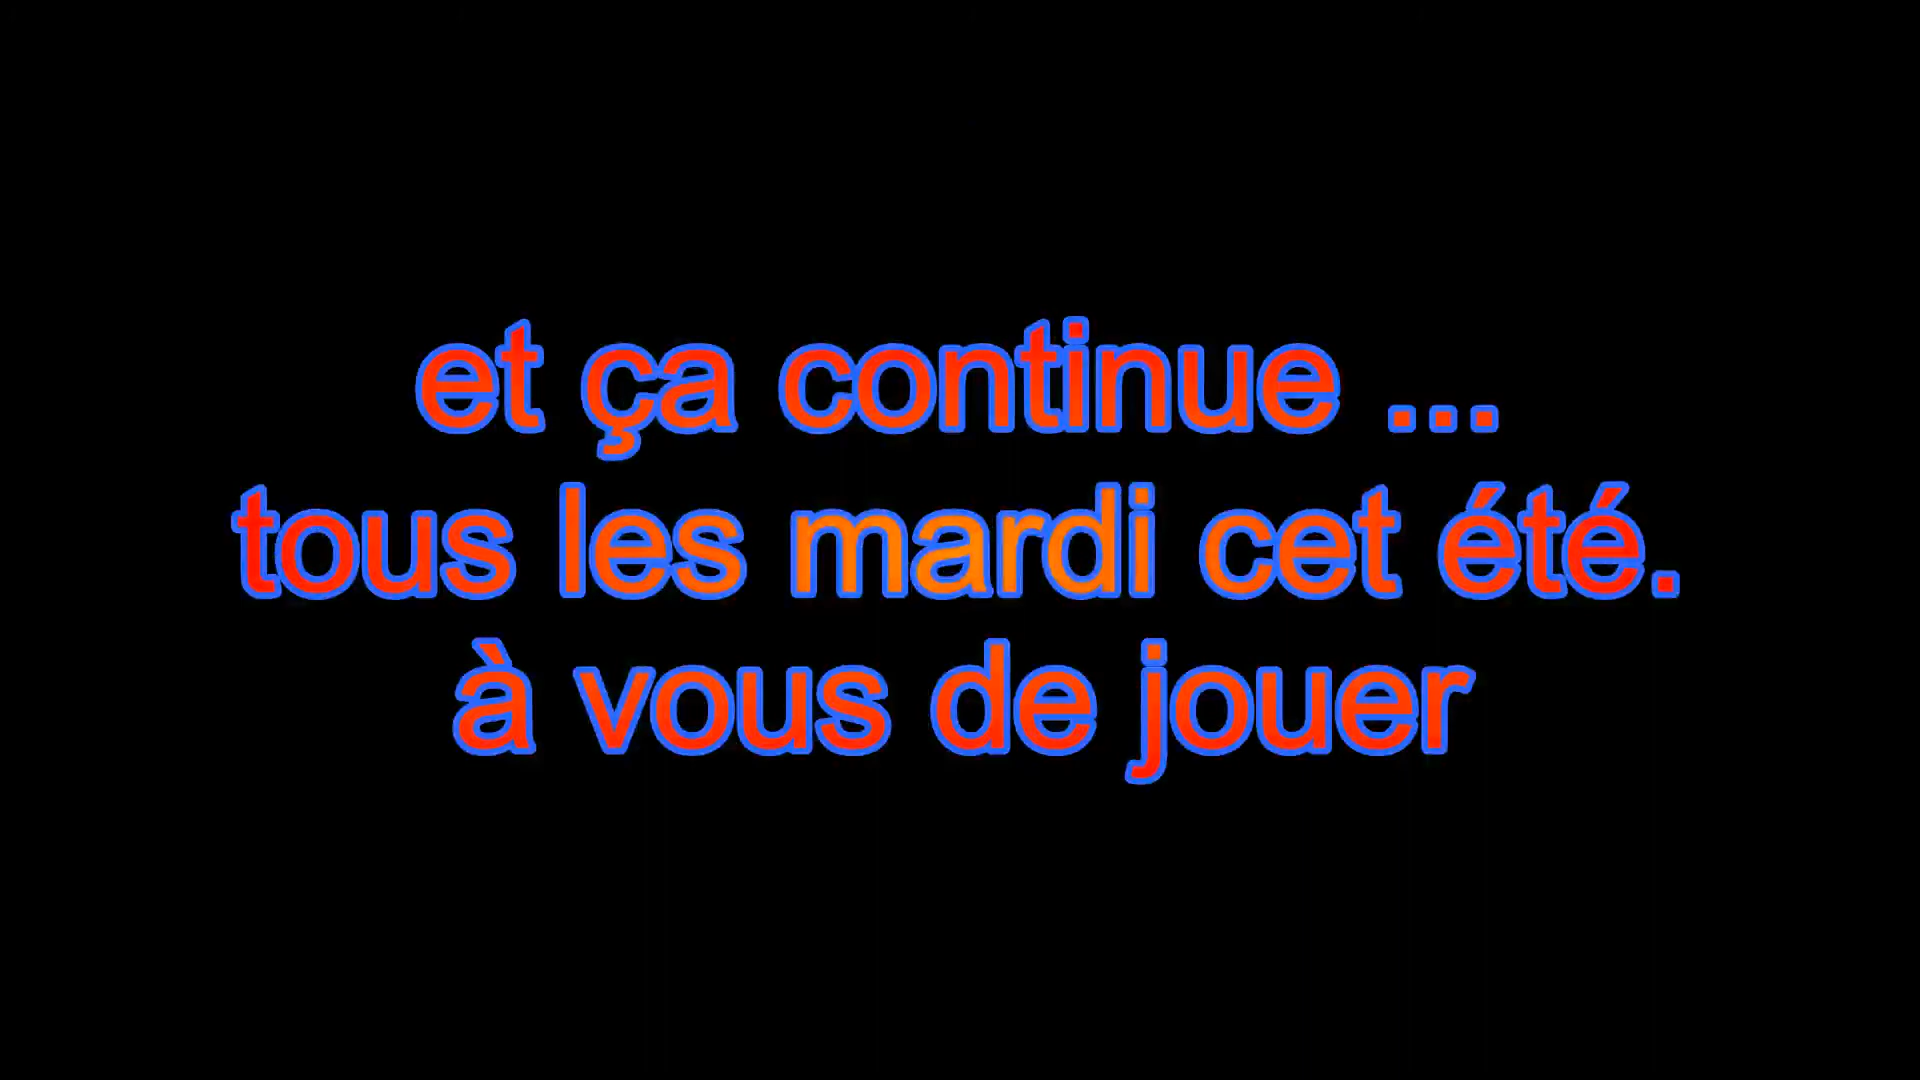 et ça continue ...
tous les mardi cet été.
à vous de jouer